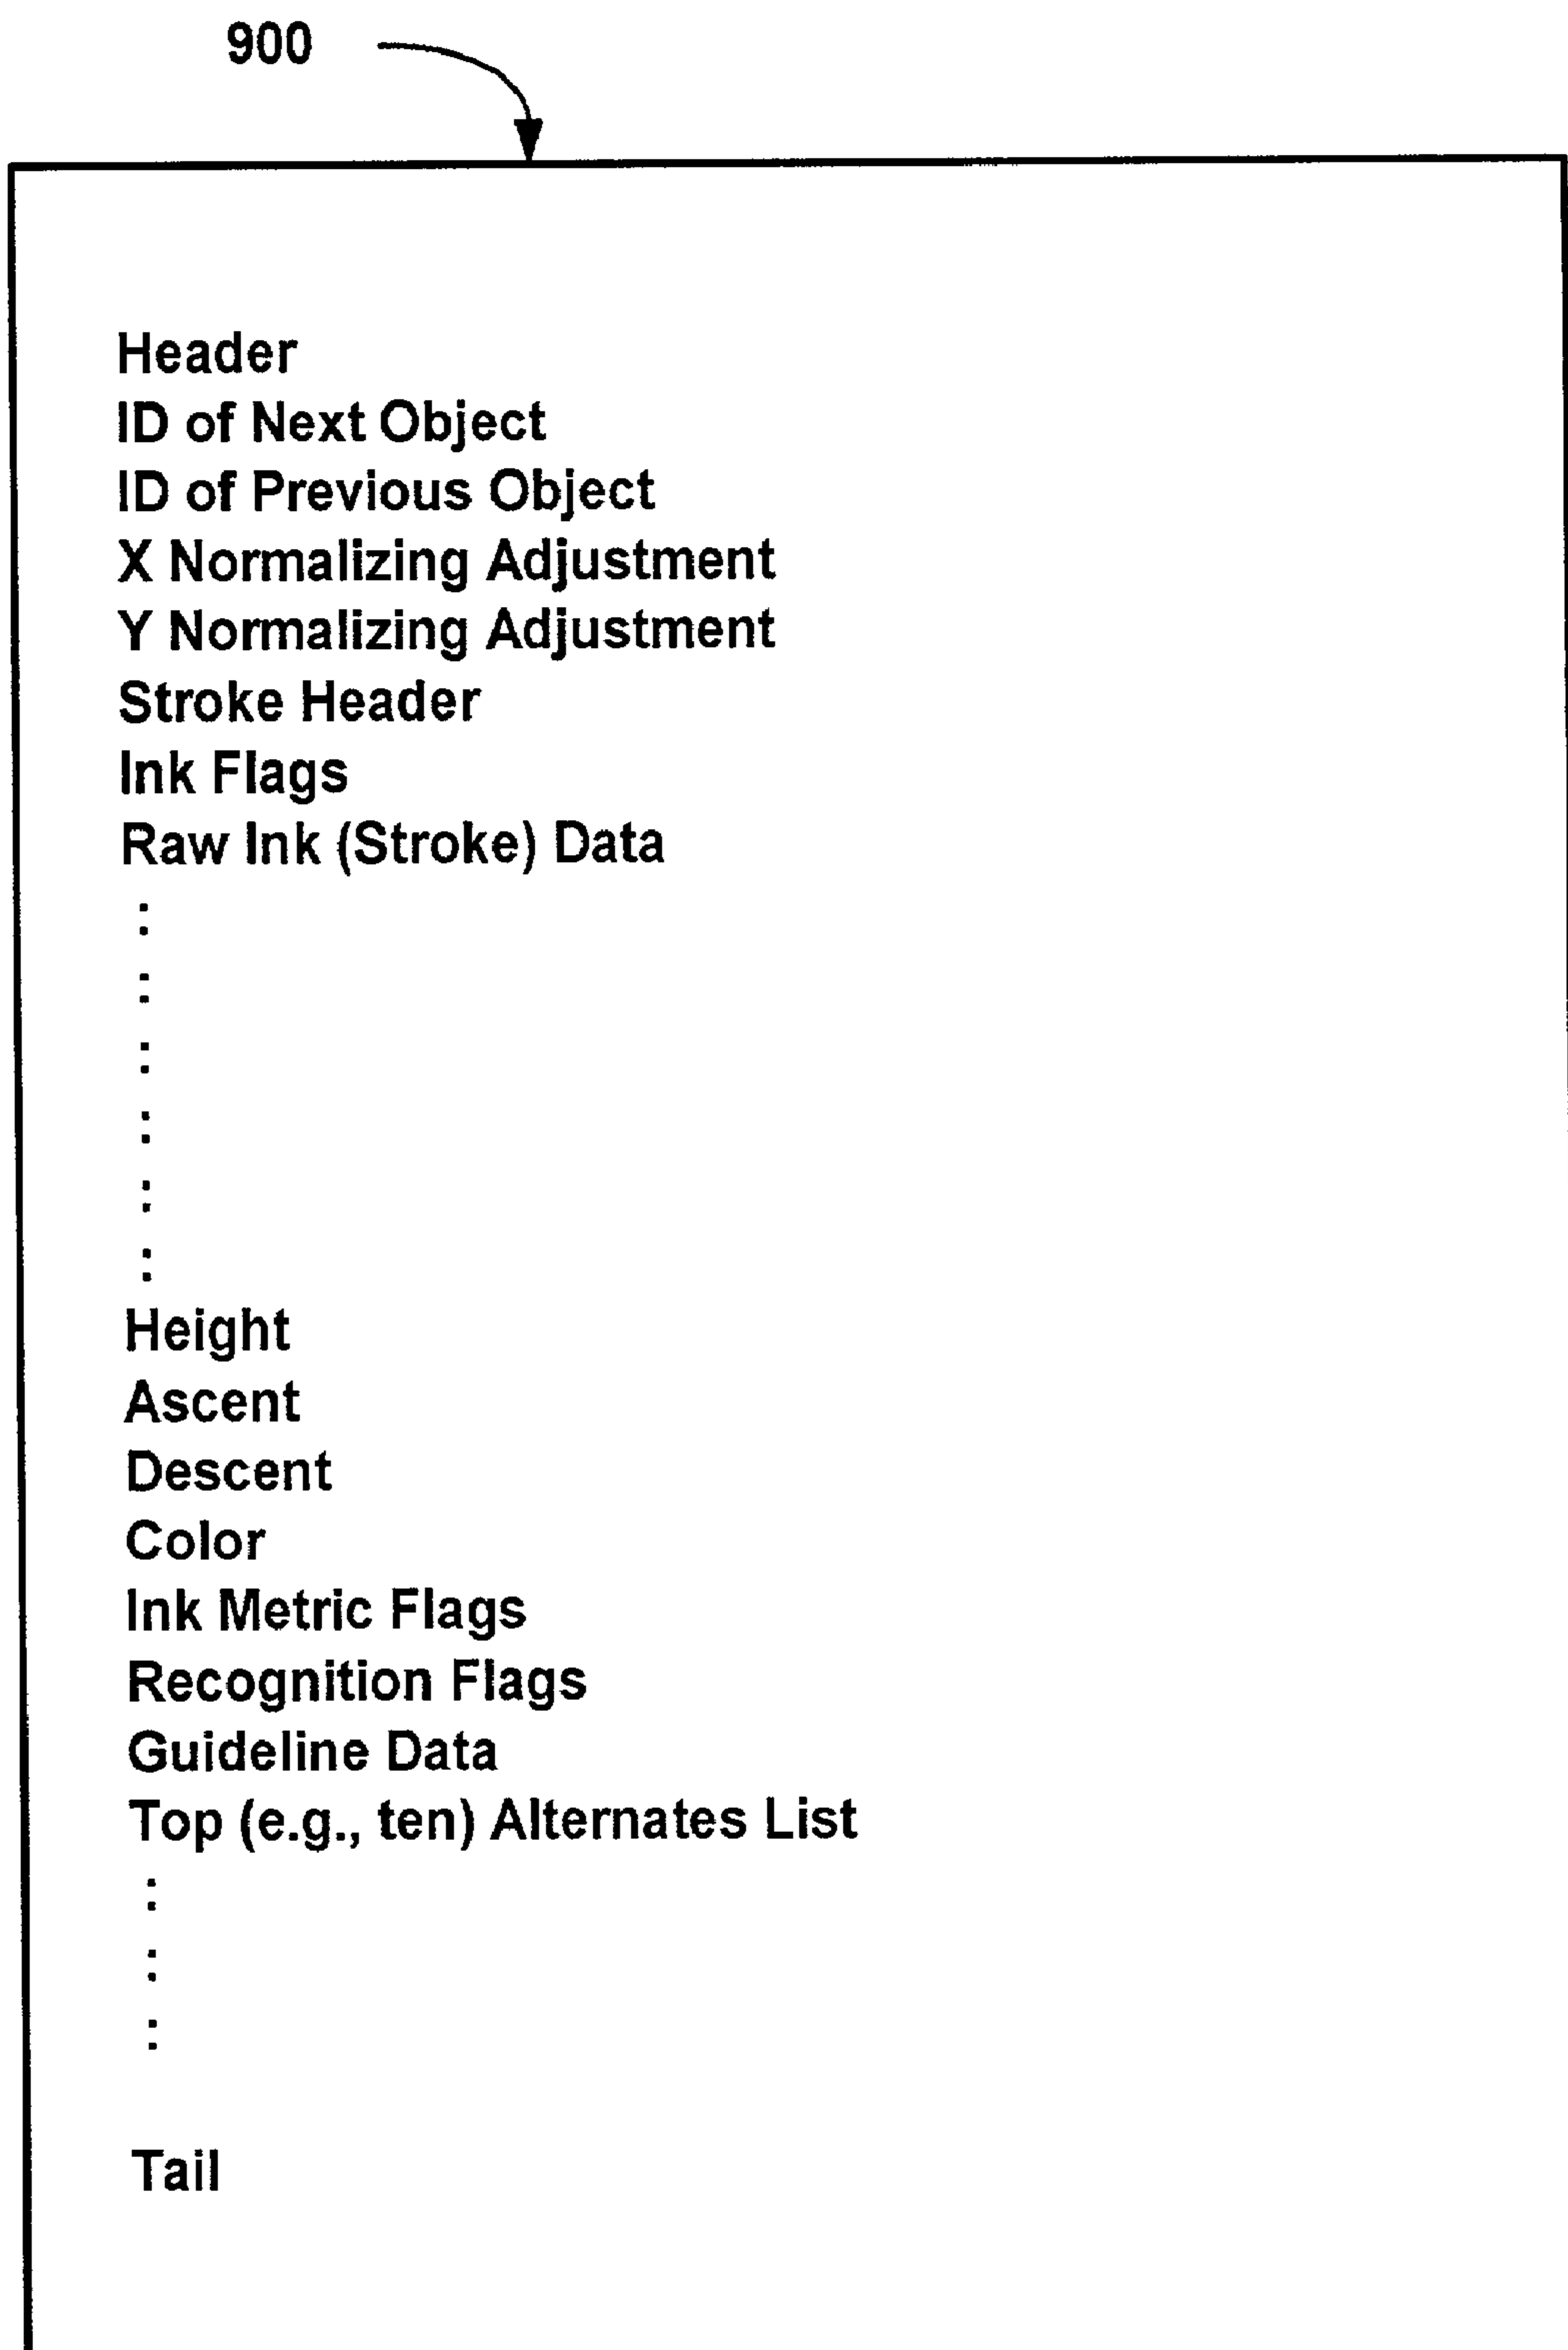 900
Header
ID of Next Object
ID of Previous Object
X Normalizing Adjustment
Y Normalizing Adjustment
Stroke Header
Ink Flags
Raw Ink (Stroke) Data
:
:
:
:
:
:
Height
Ascent
Descent
Color
Ink Metric Flags
Recognition Flags
Guideline Data
Top (e.g., ten) Alternates List
:
:
:
Tail